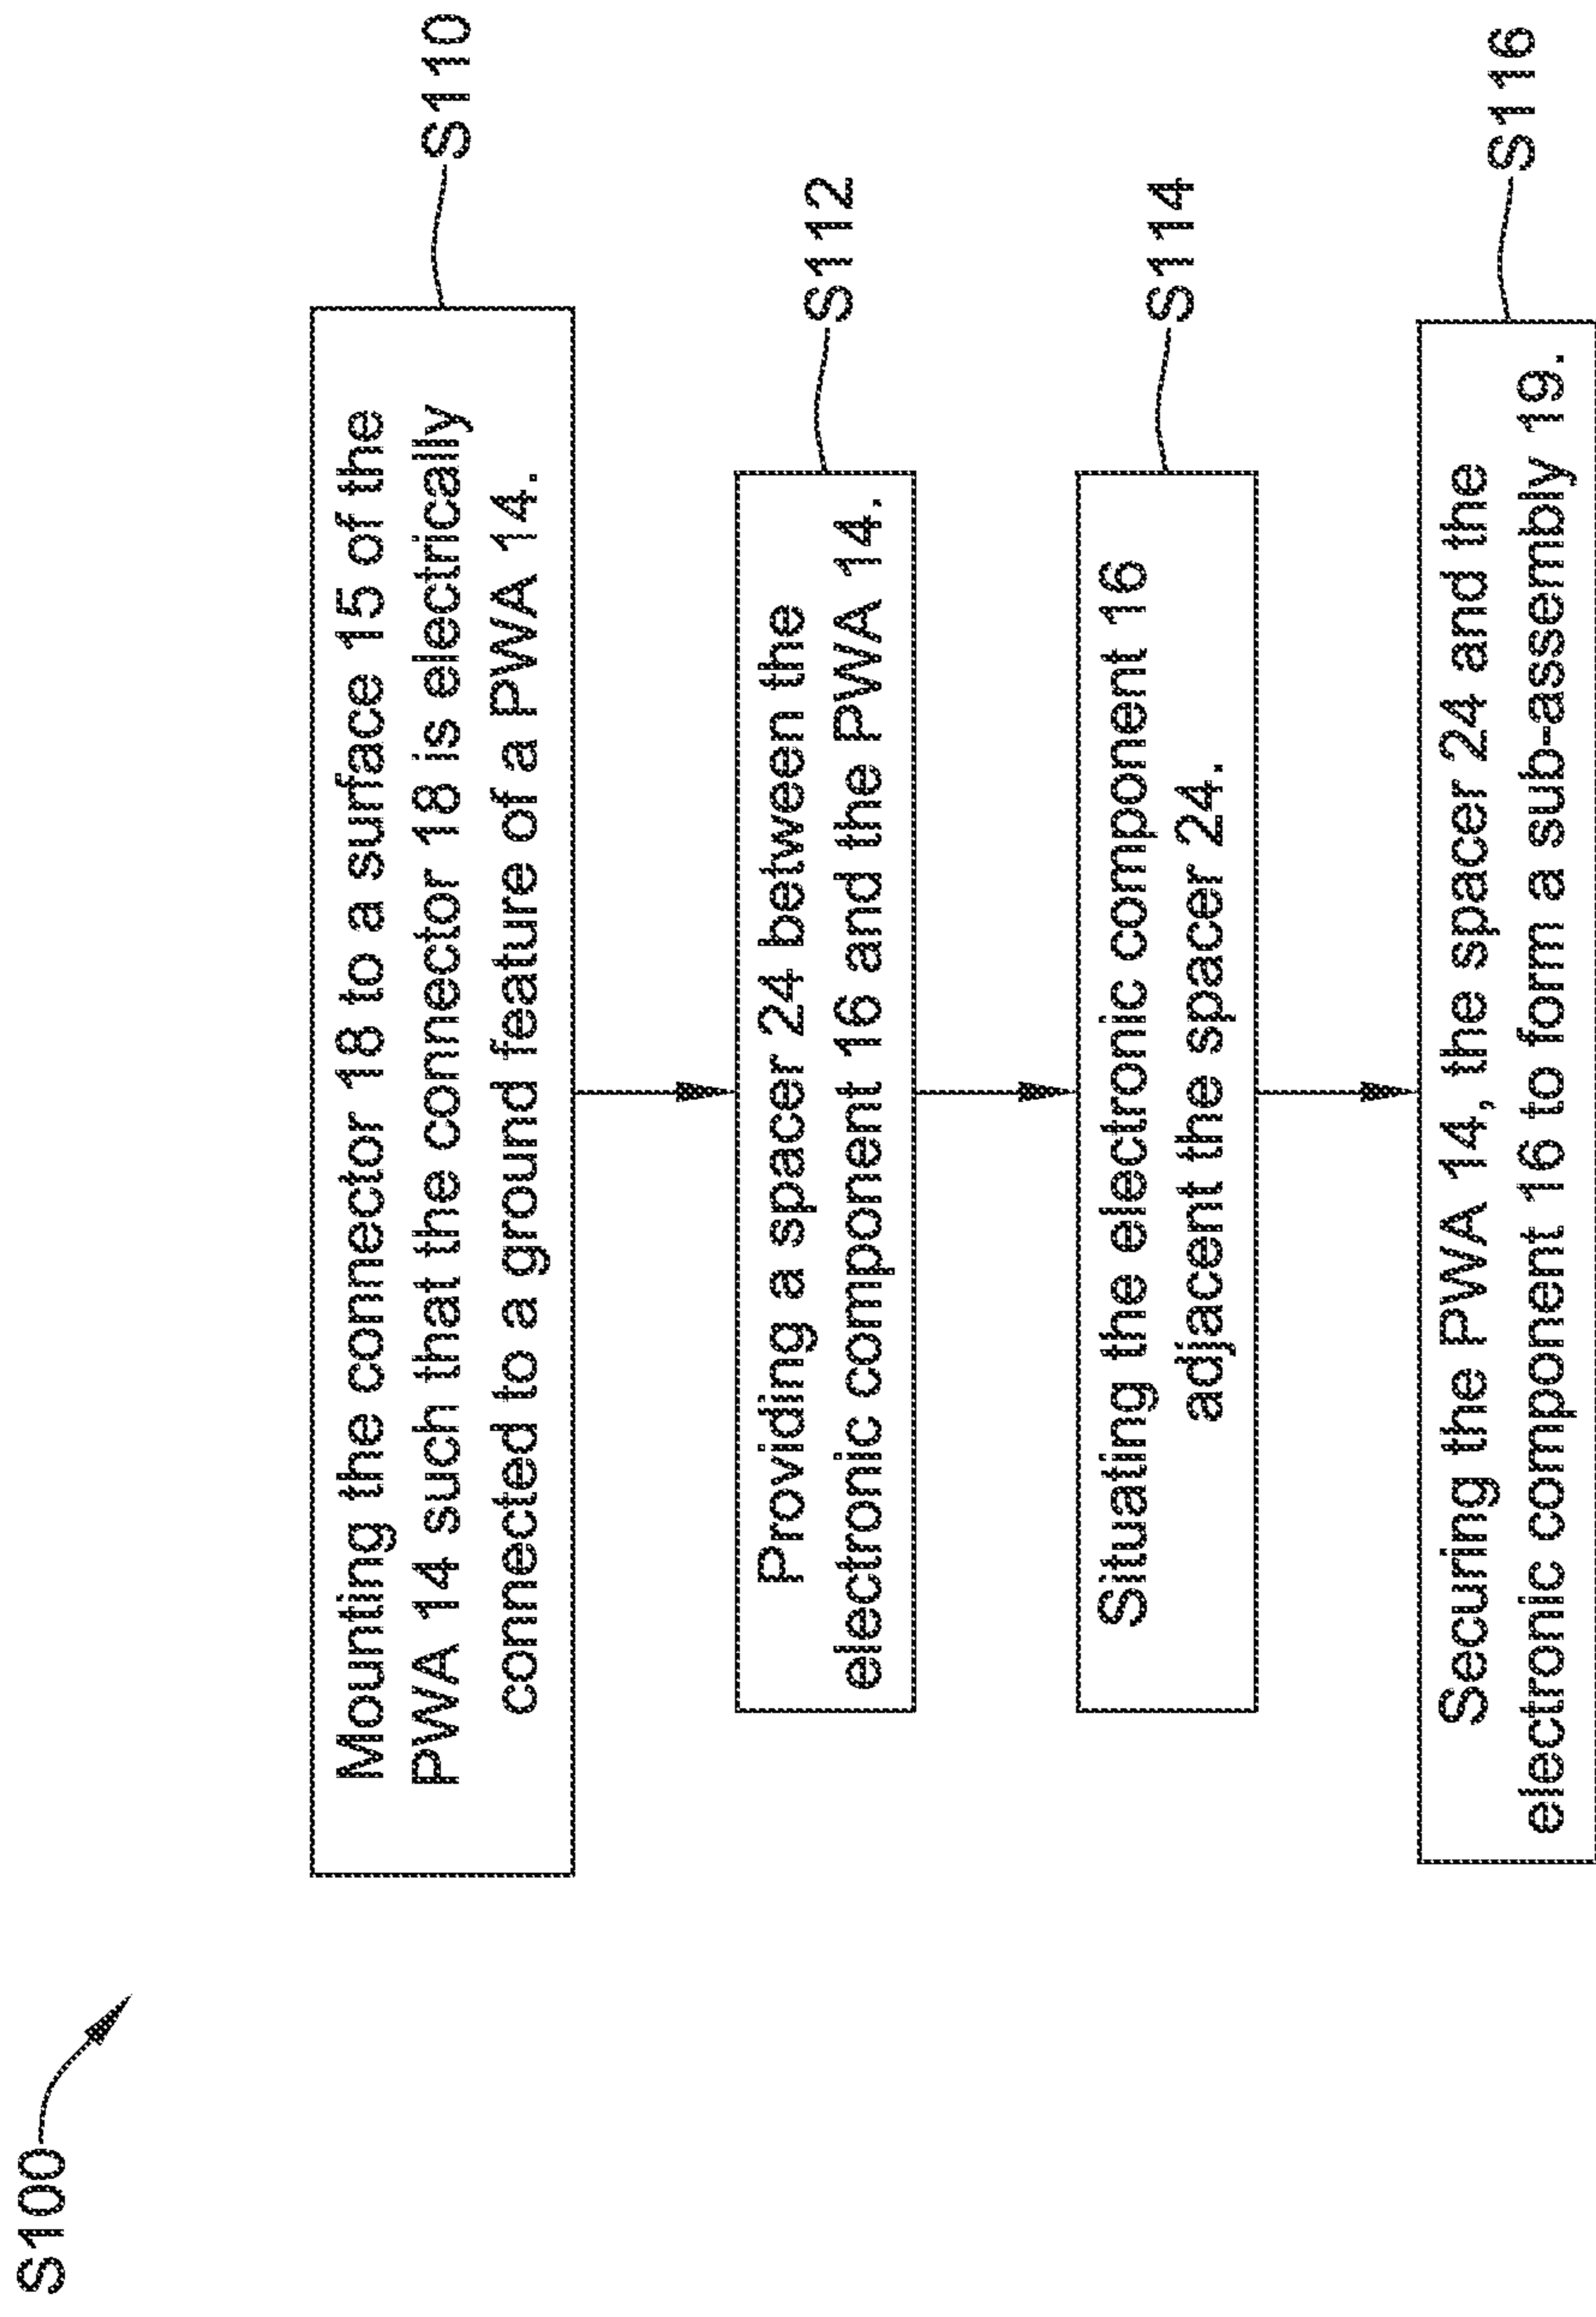 S100
Mounting the connector 18 to a surface 15 of the
PWA 14 such that the connector 18 is electrically
connected to a ground feature of a PWA 14.
S110
Providing a spacer 24 between the
electronic component 16 and the PWA 14.
S112
Situating the electronic component 16
adjacent the spacer 24.
S114
Securing the PWA 14, the spacer 24 and the
electronic component 16 to form a sub-assembly 19.
S116